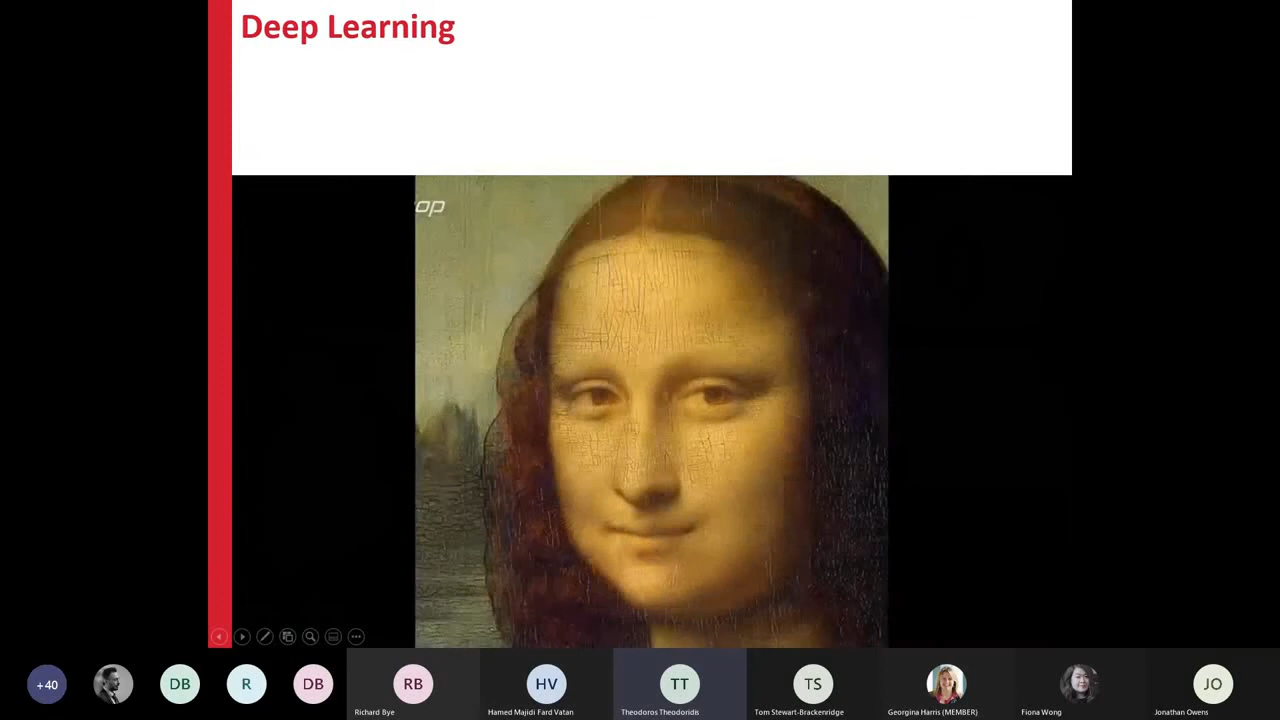 Deep Learning
op
+40
DB
R
DB
RB
HV
TT
TS
JO
Richard Bye
Hamed Majidi Fard Vatan
Theodoros Theodoridis
Tom Stewart-Brackenridge
Georgina Harris (MEMBER)
Fiona Wong
Jonathan Owens